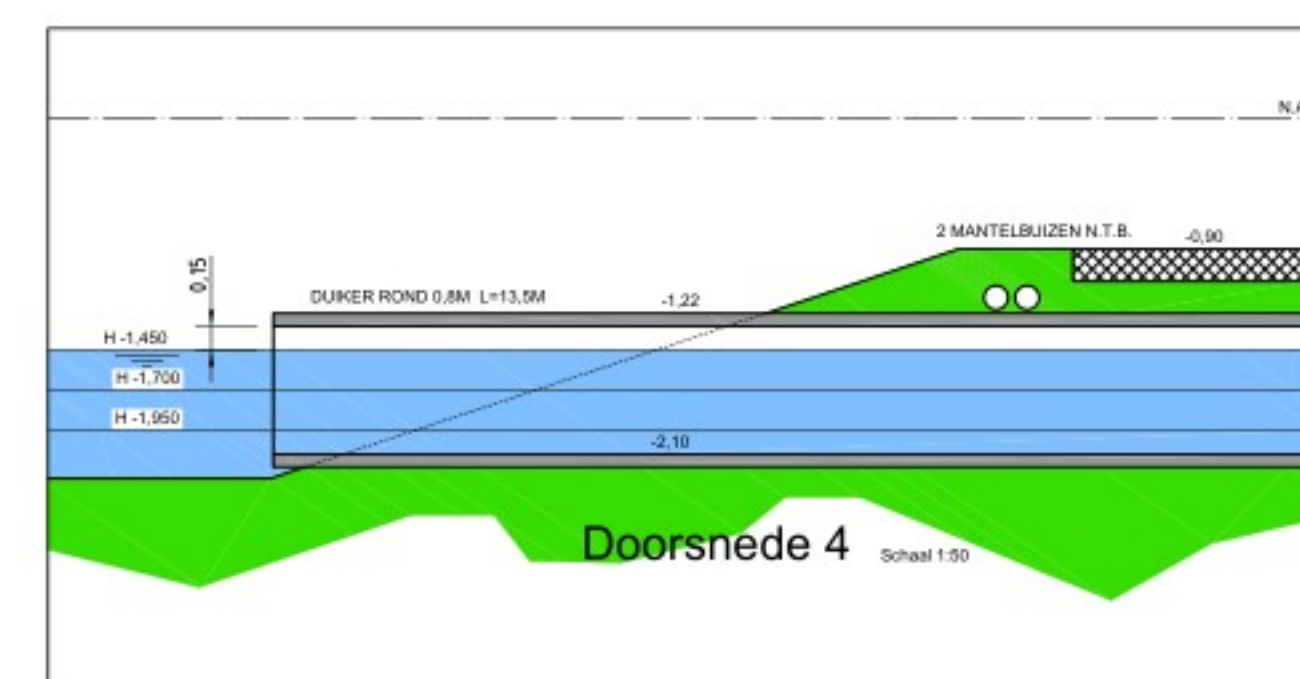 N.A
2 MANTELBUIZEN N.T.B.
-0,90
0,15
DUIKER ROND 0,8M L=13,5M
-1,22
H -1,450
H -1,700
H -1,950
-2,10
Doorsnede 4
Schaal 1:50